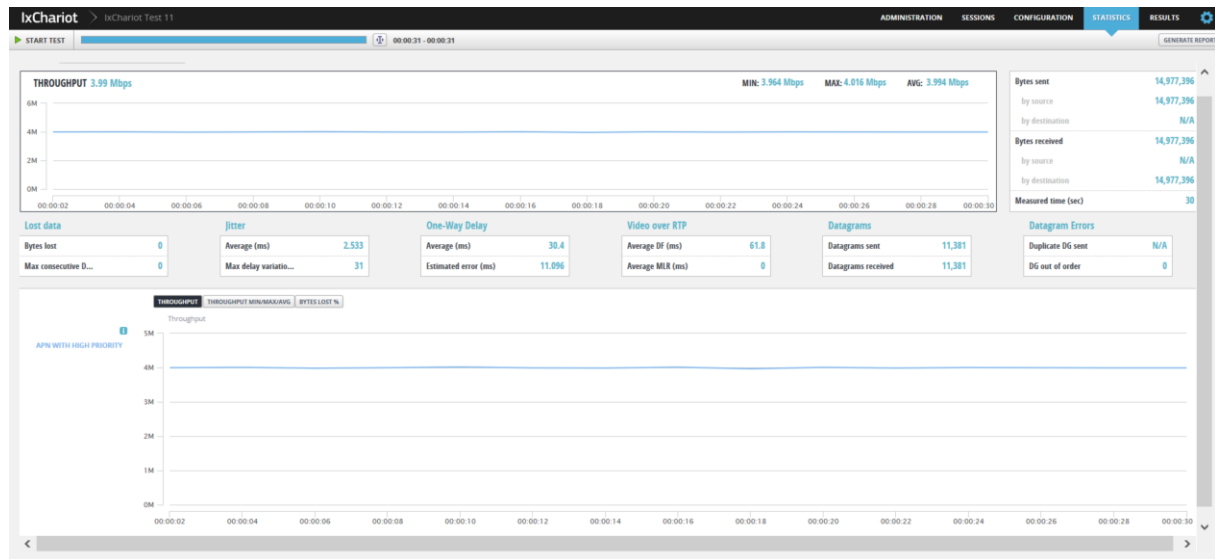 IxChariot > IxChariot Test 11 ADMINISTRATION SESSIONS CONFIGURATION STATISTICS RESULTS
START TEST 00:00:31 - 00:00:31 GENERATE REPORT
THROUGHPUT 3.99 Mbps MIN: 3.964 Mbps MAX: 4.016 Mbps AVG: 3.994 Mbps
6M
4M
2M
0M
00:00:02 00:00:04 00:00:06 00:00:08 00:00:10 00:00:12 00:00:14 00:00:16 00:00:18 00:00:20 00:00:22 00:00:24 00:00:26 00:00:28 00:00:30
Bytes sent 14,977,396
by source 14,977,396
by destination N/A
Bytes received 14,977,396
by source N/A
by destination 14,977,396
Measured time (sec) 30
Lost data
Bytes lost 0
Max consecutive D... 0
Jitter
Average (ms) 2.533
Max delay variatio... 31
One-Way Delay
Average (ms) 30.4
Estimated error (ms) 11.096
Video over RTP
Average DF (ms) 61.8
Average MLR (ms) 0
Datagrams
Datagrams sent 11,381
Datagrams received 11,381
Datagram Errors
Duplicate DG sent N/A
DG out of order 0
THROUGHPUT THROUGHPUT MIN/MAX/AVG BYTES LOST %
Throughput
APN WITH HIGH PRIORITY
5M
4M
3M
2M
1M
0M
00:00:02 00:00:04 00:00:06 00:00:08 00:00:10 00:00:12 00:00:14 00:00:16 00:00:18 00:00:20 00:00:22 00:00:24 00:00:26 00:00:28 00:00:30